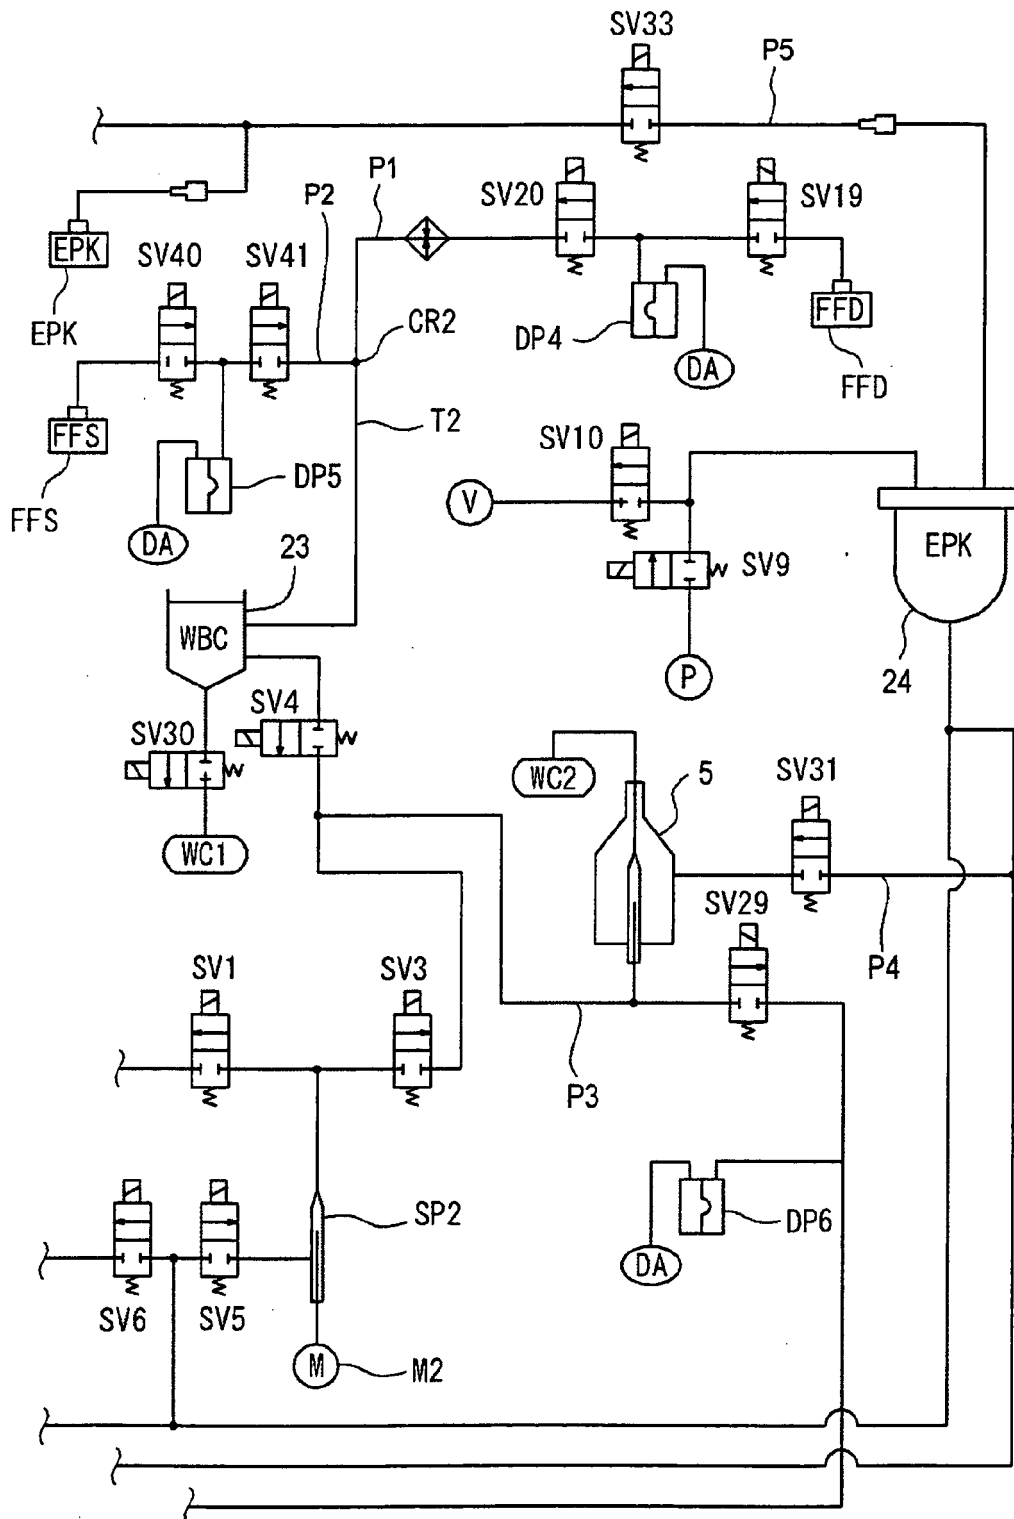 SV33
P5
P1
SV20
SV19
P2
EPK
SV40
SV41
EPK
CR2
DP4
FFD
DA
FFD
FFS
T2
SV10
DP5
V
FFS
DA
EPK
23
SV9
WBC
P
24
SV4
SV30
WC2
5
SV31
WC1
SV29
SV1
SV3
P4
P3
SP2
DP6
DA
SV6
SV5
M
M2